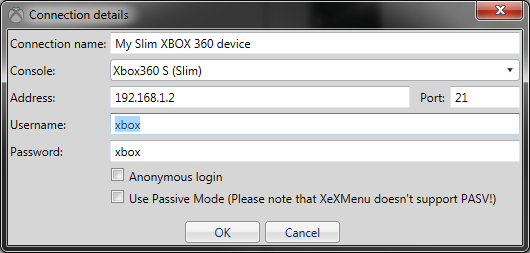 Connection details
Connection name: My Slim XBOX 360 device
Console: Xbox360 S (Slim)
Address: 192.168.1.2 Port: 21
Username: xbox
Password: xbox
Anonymous login
Use Passive Mode (Please note that XeXMenu doesn't support PASV!)
OK Cancel